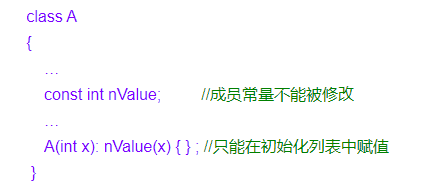 class A
{
…
const int nValue; //成员常量不能被修改
…
A(int x): nValue(x) { } ; //只能在初始化列表中赋值
}